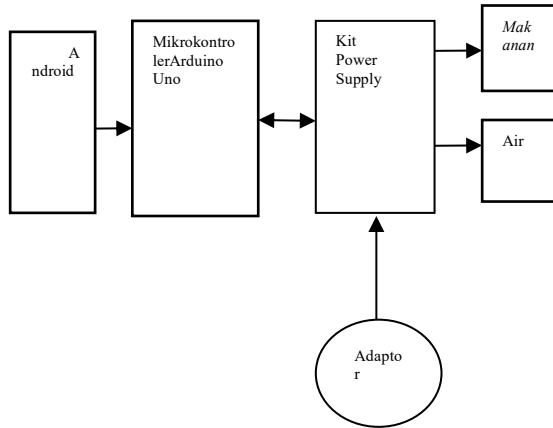 A
ndroid
Mikrokontro
lerArduino
Uno
Kit
Power
Supply
Mak
anan
Air
Adapto
r